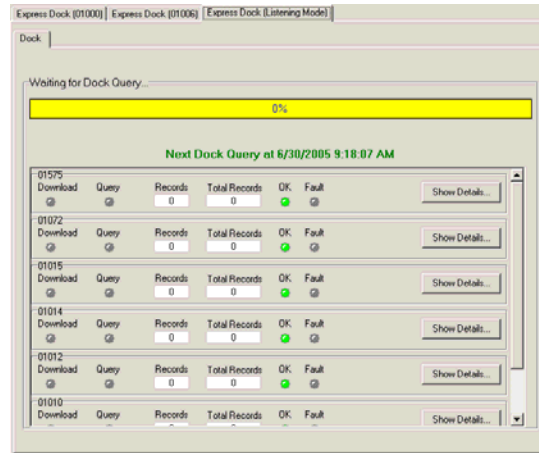 Express Dock (01000) Express Dock (01006) Express Dock (Listening Mode)
Dock
Waiting for Dock Query...
0%
Next Dock Query at 6/30/2005 9:18:07 AM
01575
Download Query Records Total Records OK Fault
0 0 Show Details...
01072
Download Query Records Total Records OK Fault
0 0 Show Details...
01015
Download Query Records Total Records OK Fault
0 0 Show Details...
01014
Download Query Records Total Records OK Fault
0 0 Show Details...
01012
Download Query Records Total Records OK Fault
0 0 Show Details...
01010
Download Query Records Total Records OK Fault
0 0 Show Details...